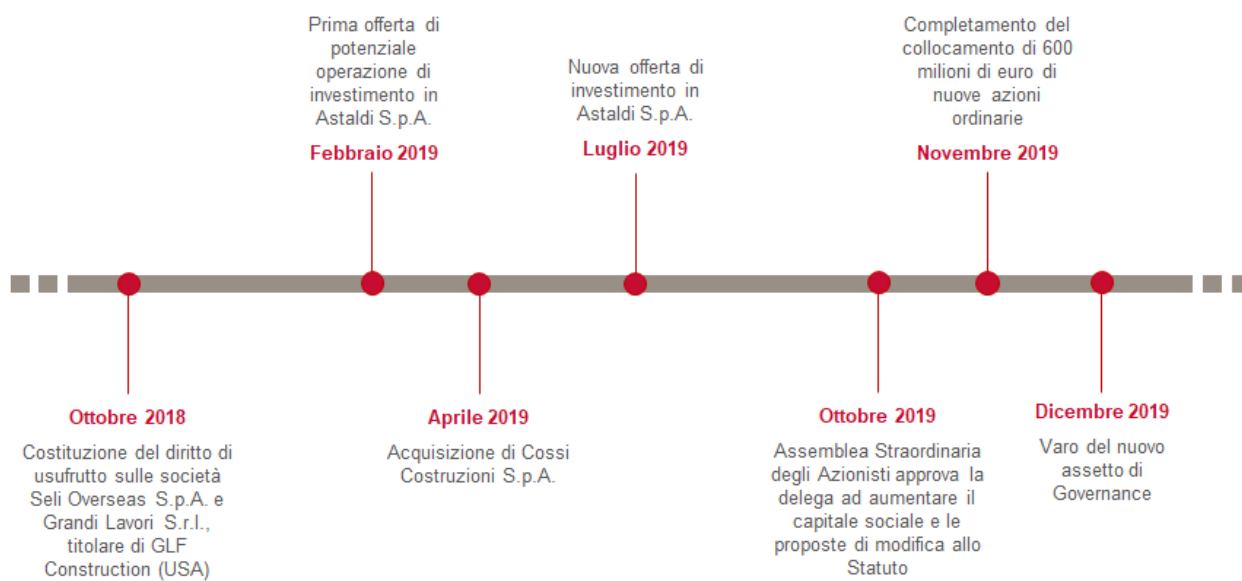 Prima offerta di
potenziale
operazione di
investimento in
Astaldi S.p.A.
Febbraio 2019
Nuova offerta di
investimento in
Astaldi S.p.A.
Luglio 2019
Completamento del
collocamento di 600
milioni di euro di
nuove azioni
ordinarie
Novembre 2019
Ottobre 2018
Costituzione del diritto di
usufrutto sulle società
Seli Overseas S.p.A. e
Grandi Lavori S.r.l.,
titolare di GLF
Construction (USA)
Aprile 2019
Acquisizione di Cossi
Costruzioni S.p.A.
Ottobre 2019
Assemblea Straordinaria
degli Azionisti approva la
delega ad aumentare il
capitale sociale e le
proposte di modifica allo
Statuto
Dicembre 2019
Varo del nuovo
assetto di
Governance